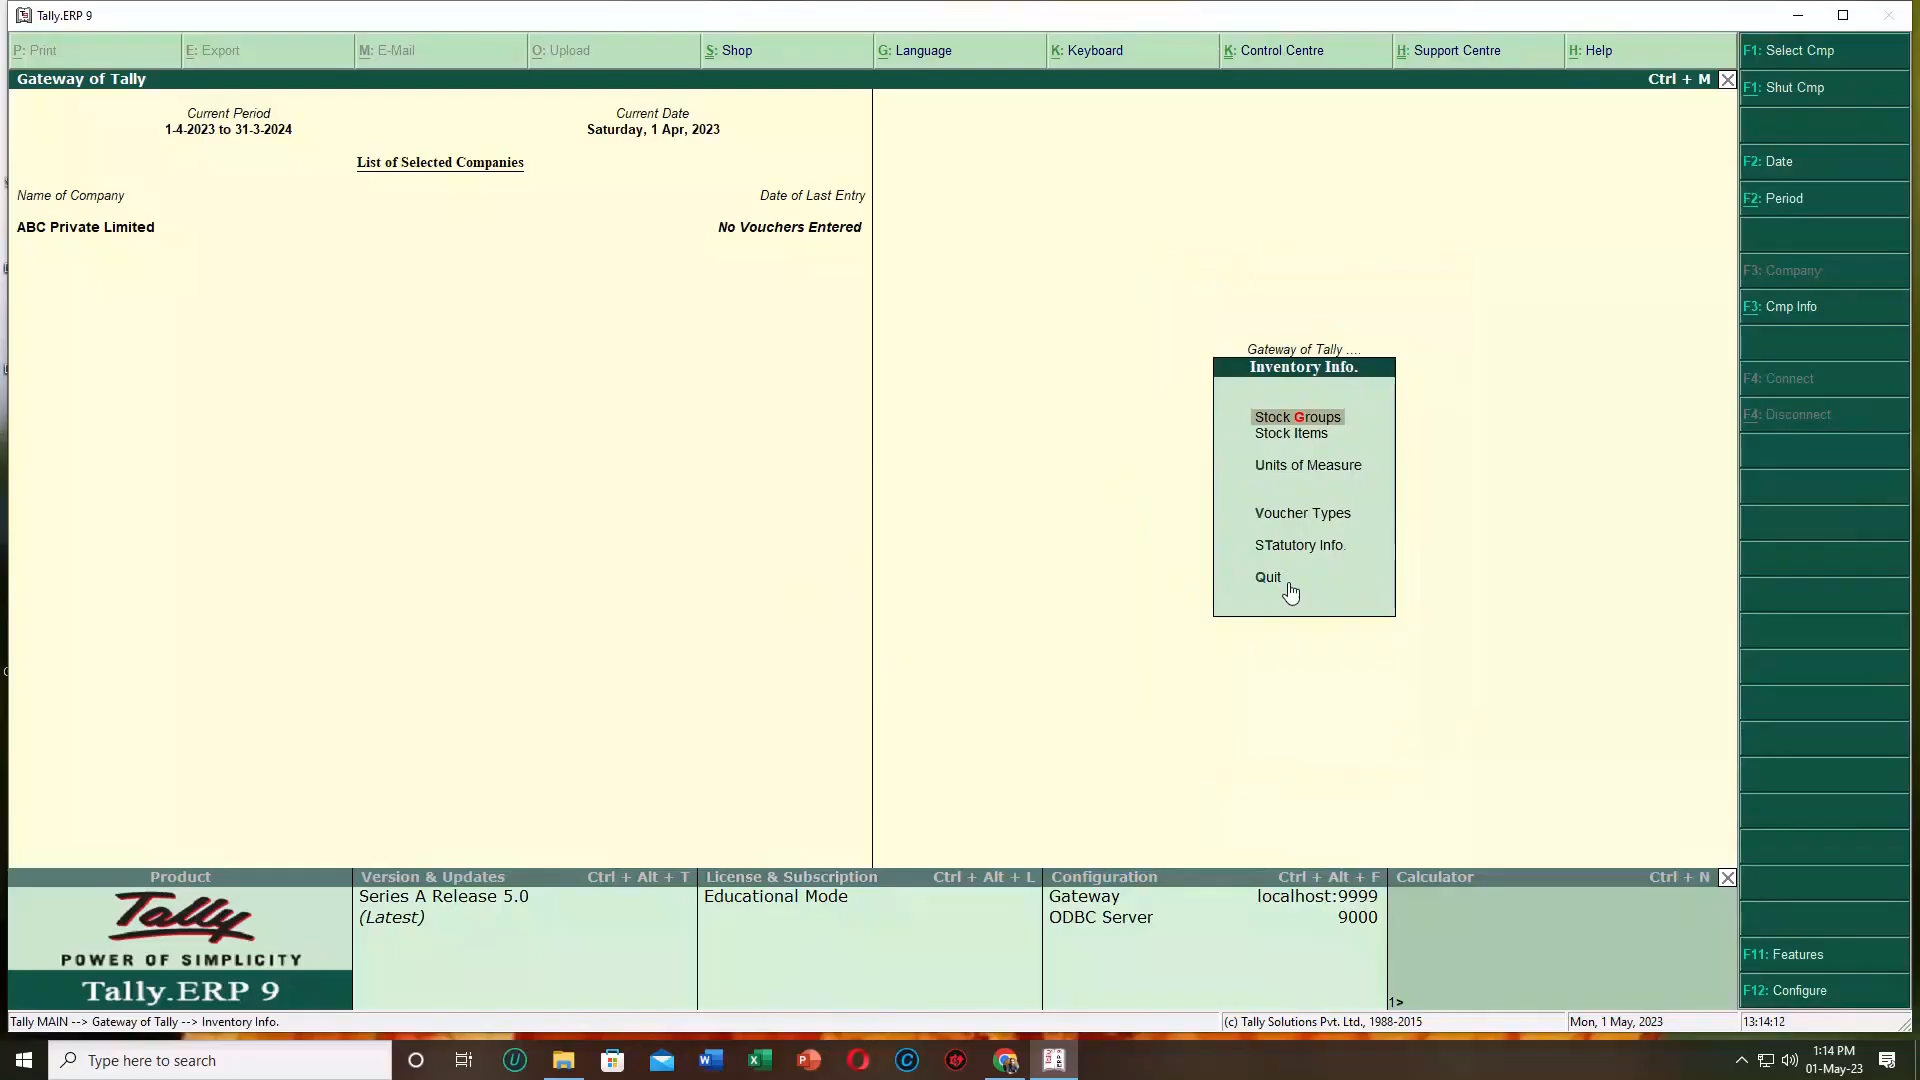 Tally.ERP 9
P: Print
E: Export
M: E-Mail
O: Upload
S: Shop
G: Language
K: Keyboard
K: Control Centre
H: Support Centre
H: Help
Gateway of Tally
Ctrl + M
Current Period
1-4-2023 to 31-3-2024
Current Date
Saturday, 1 Apr, 2023
List of Selected Companies
Name of Company
Date of Last Entry
ABC Private Limited
No Vouchers Entered
Gateway of Tally ....
Inventory Info.
Stock Groups
Stock Items
Units of Measure
Voucher Types
STatutory Info.
Quit
F1: Select Cmp
F1: Shut Cmp
F2: Date
F2: Period
F3: Company
F3: Cmp Info
F4: Connect
F4: Disconnect
F11: Features
F12: Configure
Product
Tally
POWER OF SIMPLICITY
Tally.ERP 9
Version & Updates
Ctrl + Alt + T
Series A Release 5.0
(Latest)
License & Subscription
Ctrl + Alt + L
Educational Mode
Configuration
Ctrl + Alt + F
Gateway
localhost:9999
ODBC Server
9000
Calculator
Ctrl + N
1>
Tally MAIN --> Gateway of Tally --> Inventory Info.
(c) Tally Solutions Pvt. Ltd., 1988-2015
Mon, 1 May, 2023
13:14:12
Type here to search
1:14 PM
01-May-23